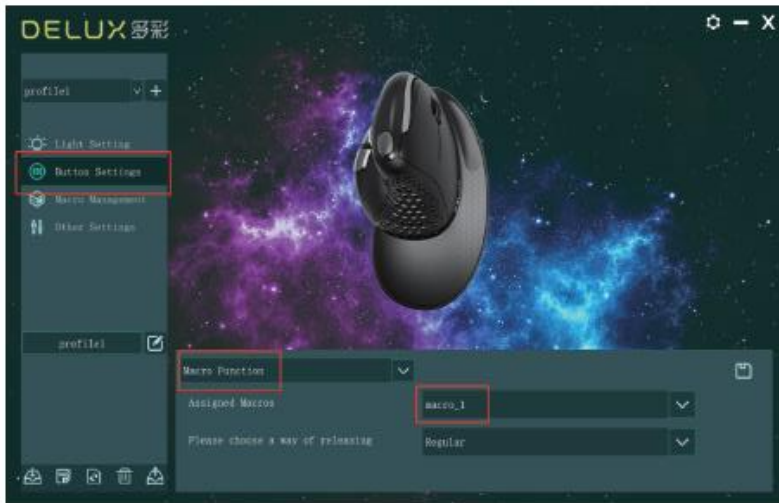 DELUX多彩
profile1
Light Setting
Button Settings
Macro Management
Other Settings
profile1
Macro Function
Assigned Macros
macro_1
Please choose a way of releasing
Regular